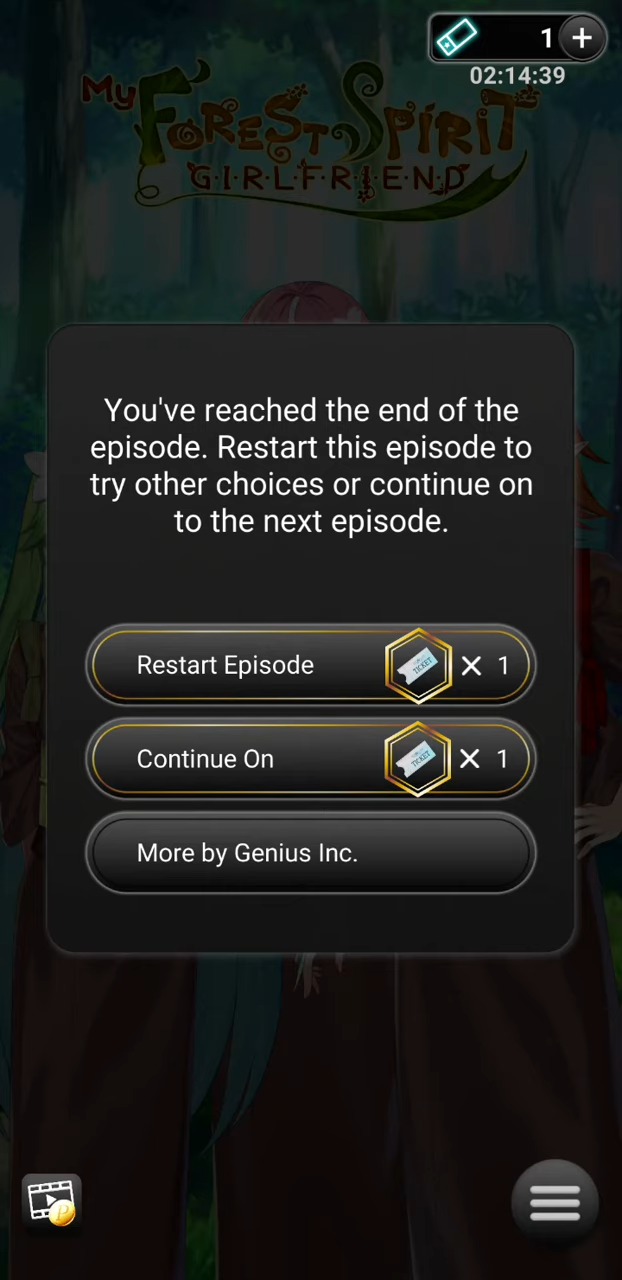 1 +
02:14:39
My
FOREST SPIRIT
G·I·R·L·F·R·I·E·N·D
You've reached the end of the
episode. Restart this episode to
try other choices or continue on
to the next episode.
Restart Episode TICKET × 1
Continue On TICKET × 1
More by Genius Inc.
P